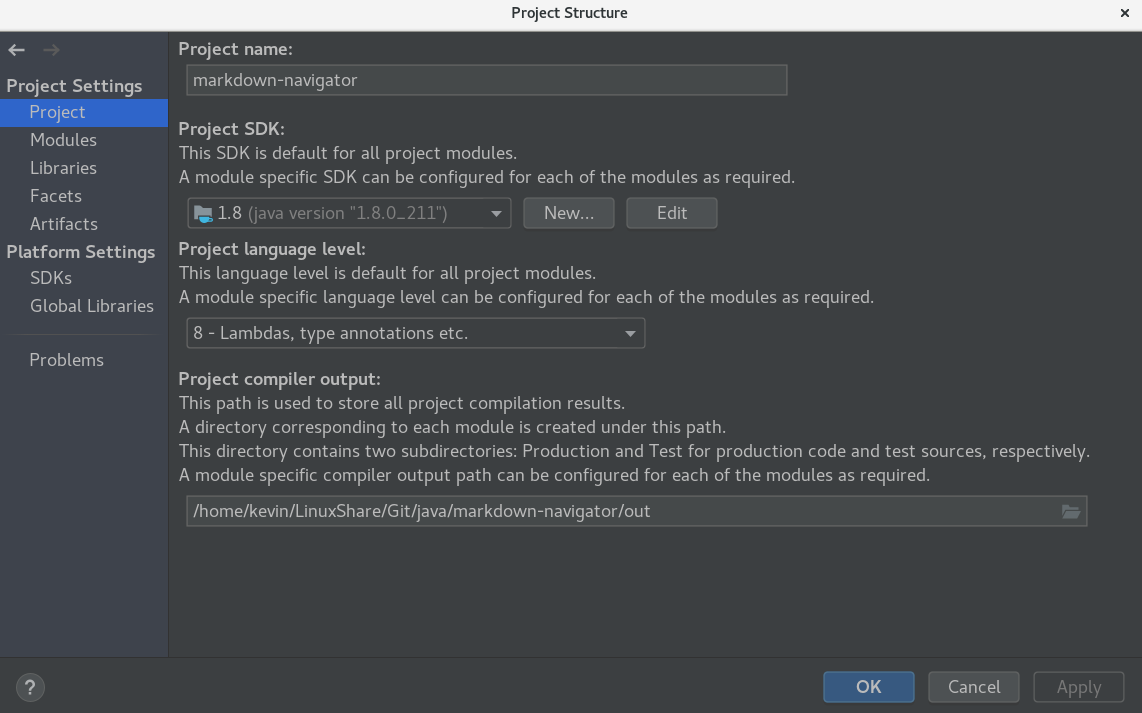 Project Structure
Project Settings
Project
Modules
Libraries
Facets
Artifacts
Platform Settings
SDKs
Global Libraries
Problems
Project name:
markdown-navigator
Project SDK:
This SDK is default for all project modules.
A module specific SDK can be configured for each of the modules as required.
1.8 (java version "1.8.0_211") New... Edit
Project language level:
This language level is default for all project modules.
A module specific language level can be configured for each of the modules as required.
8 - Lambdas, type annotations etc.
Project compiler output:
This path is used to store all project compilation results.
A directory corresponding to each module is created under this path.
This directory contains two subdirectories: Production and Test for production code and test sources, respectively.
A module specific compiler output path can be configured for each of the modules as required.
/home/kevin/LinuxShare/Git/java/markdown-navigator/out
? OK Cancel Apply